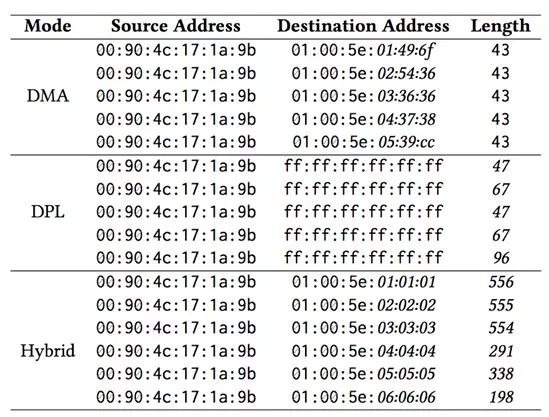 Mode Source Address Destination Address Length
00:90:4c:17:1a:9b 01:00:5e:01:49:6f 43
00:90:4c:17:1a:9b 01:00:5e:02:54:36 43
DMA 00:90:4c:17:1a:9b 01:00:5e:03:36:36 43
00:90:4c:17:1a:9b 01:00:5e:04:37:38 43
00:90:4c:17:1a:9b 01:00:5e:05:39:cc 43
00:90:4c:17:1a:9b ff:ff:ff:ff:ff:ff 47
00:90:4c:17:1a:9b ff:ff:ff:ff:ff:ff 67
DPL 00:90:4c:17:1a:9b ff:ff:ff:ff:ff:ff 47
00:90:4c:17:1a:9b ff:ff:ff:ff:ff:ff 67
00:90:4c:17:1a:9b ff:ff:ff:ff:ff:ff 96
00:90:4c:17:1a:9b 01:00:5e:01:01:01 556
00:90:4c:17:1a:9b 01:00:5e:02:02:02 555
00:90:4c:17:1a:9b 01:00:5e:03:03:03 554
Hybrid 00:90:4c:17:1a:9b 01:00:5e:04:04:04 291
00:90:4c:17:1a:9b 01:00:5e:05:05:05 338
00:90:4c:17:1a:9b 01:00:5e:06:06:06 198